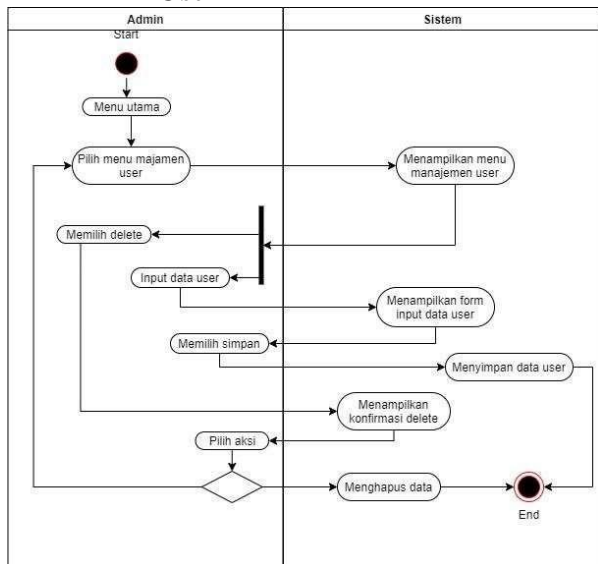 Admin
Sistem
Start
Menu utama
Pilih menu majamen
user
Menampilkan menu
manajemen user
Memilih delete
Input data user
Menampilkan form
input data user
Memilih simpan
Menyimpan data user
Menampilkan
konfirmasi delete
Pilih aksi
Menghapus data
End